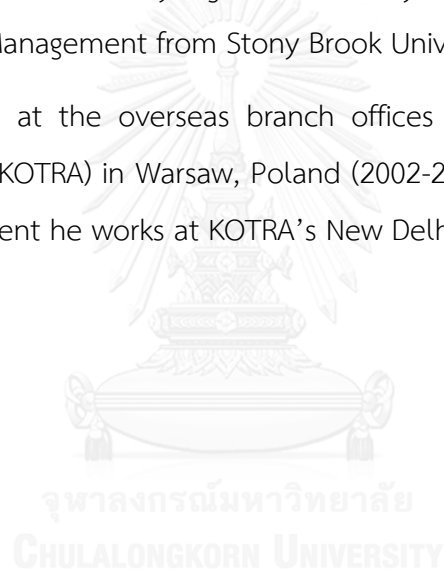 Management from Stony Brook Univ
at the overseas branch offices
KOTRA) in Warsaw, Poland (2002-2
ent he works at KOTRA's New Delh
จุฬาลงกรณ์มหาวิทยาลัย
CHULALONGKORN UNIVERSITY